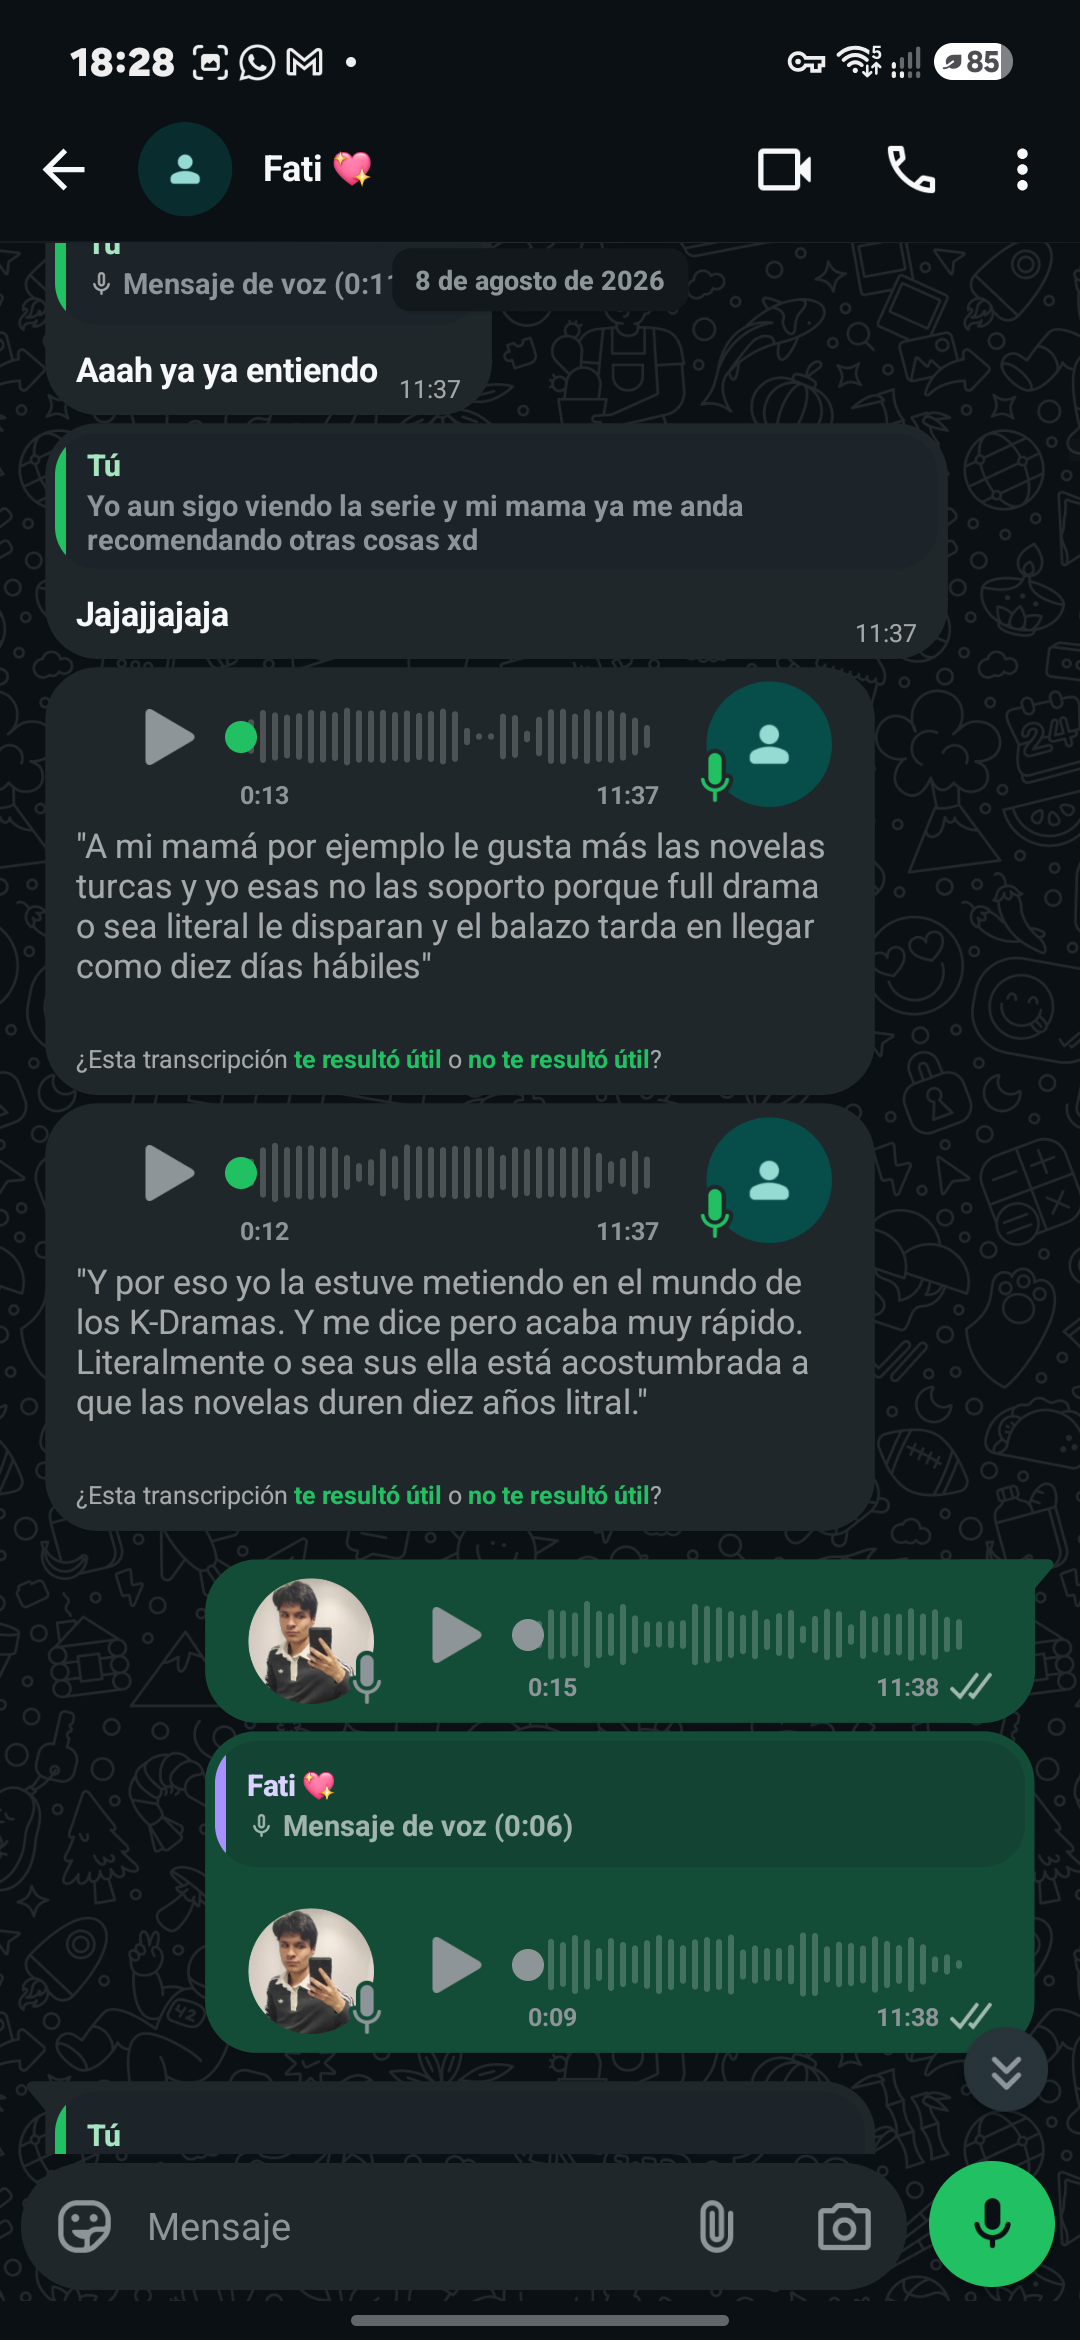 18:28
5
85
Fati 💖
Tú
Mensaje de voz (0:11
8 de agosto de 2026
Aaah ya ya entiendo
11:37
Tú
Yo aun sigo viendo la serie y mi mama ya me anda
recomendando otras cosas xd
Jajajjajaja
11:37
0:13
11:37
"A mi mamá por ejemplo le gusta más las novelas
turcas y yo esas no las soporto porque full drama
o sea literal le disparan y el balazo tarda en llegar
como diez días hábiles"
¿Esta transcripción te resultó útil o no te resultó útil?
0:12
11:37
"Y por eso yo la estuve metiendo en el mundo de
los K-Dramas. Y me dice pero acaba muy rápido.
Literalmente o sea sus ella está acostumbrada a
que las novelas duren diez años litral."
¿Esta transcripción te resultó útil o no te resultó útil?
0:15
11:38
Fati 💖
Mensaje de voz (0:06)
0:09
11:38
Tú
Mensaje